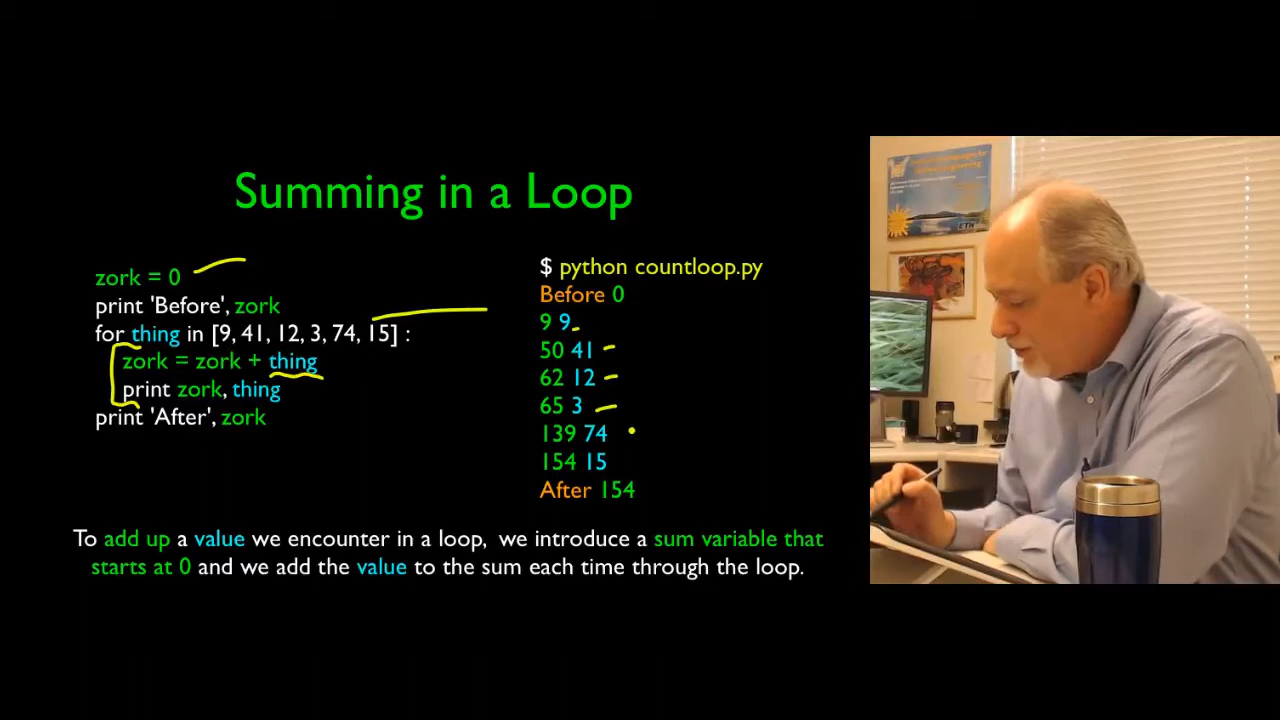 Summing in a Loop
zork = 0
print 'Before', zork
for thing in [9, 41, 12, 3, 74, 15] :
zork = zork + thing
print zork, thing
print 'After', zork
$ python countloop.py
Before 0
9 9
50 41
62 12
65 3
139 74
154 15
After 154
To add up a value we encounter in a loop, we introduce a sum variable that
starts at 0 and we add the value to the sum each time through the loop.
ETH